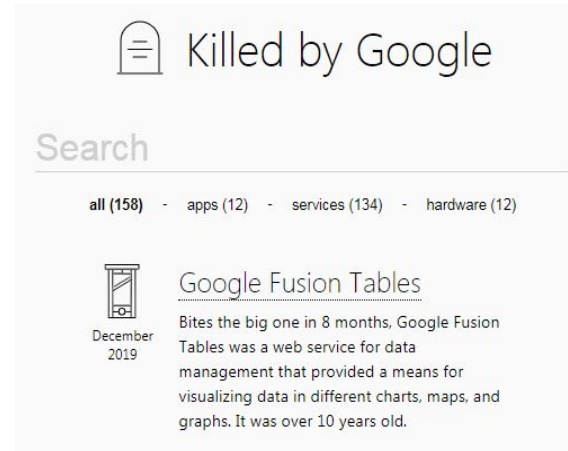 Killed by Google
Search
all (158) - apps (12) - services (134) - hardware (12)
Google Fusion Tables
December
2019
Bites the big one in 8 months, Google Fusion
Tables was a web service for data
management that provided a means for
visualizing data in different charts, maps, and
graphs. It was over 10 years old.